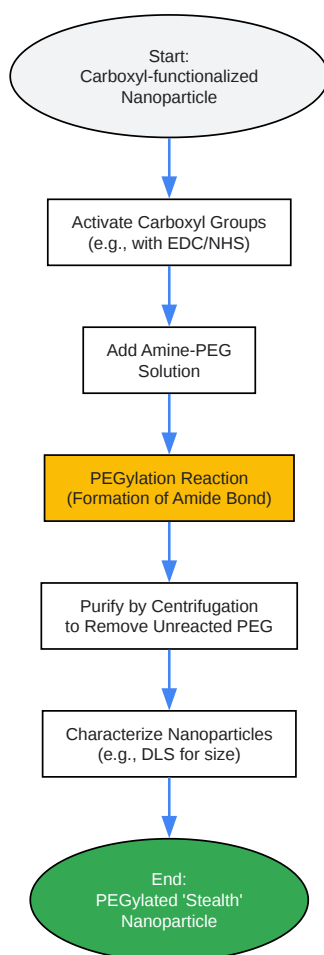 Start:
Carboxyl-functionalized
Nanoparticle
Activate Carboxyl Groups
(e.g., with EDC/NHS)
Add Amine-PEG
Solution
PEGylation Reaction
(Formation of Amide Bond)
Purify by Centrifugation
to Remove Unreacted PEG
Characterize Nanoparticles
(e.g., DLS for size)
End:
PEGylated 'Stealth'
Nanoparticle